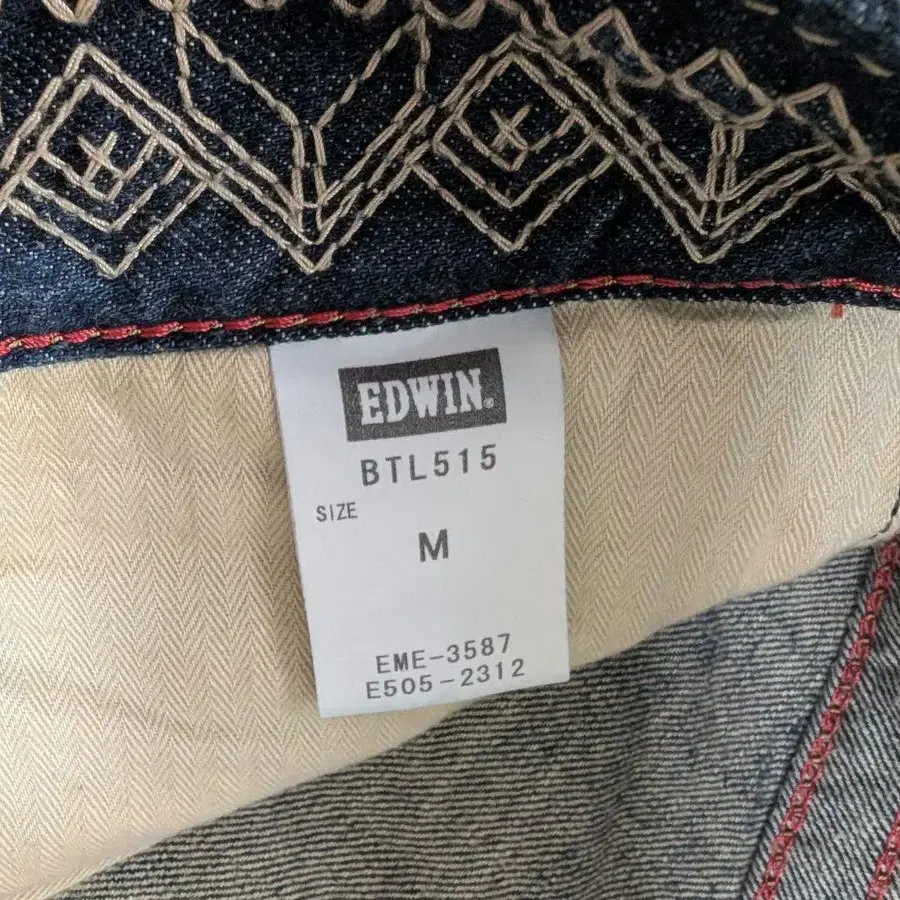 EDWIN.
BTL515
SIZE
M
EME-3587
E505-2312